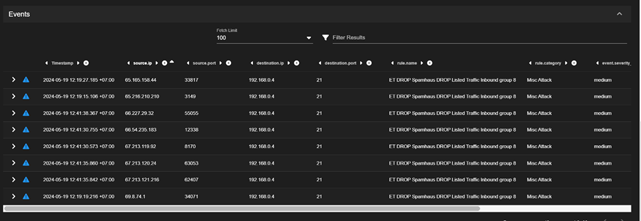 Events
Fetch Limit
100
Filter Results
Timestamp source.ip source.port destination.ip destination.port rule.name rule.category event.severity_
2024-05-19 12:19:27.185 +07:00 65.165.158.44 33817 192.168.0.4 21 ET DROP Spamhaus DROP Listed Traffic Inbound group 8 Misc Attack medium
2024-05-19 12:19:15.106 +07:00 65.216.210.210 3149 192.168.0.4 21 ET DROP Spamhaus DROP Listed Traffic Inbound group 8 Misc Attack medium
2024-05-19 12:41:38.367 +07:00 66.227.29.32 55055 192.168.0.4 21 ET DROP Spamhaus DROP Listed Traffic Inbound group 8 Misc Attack medium
2024-05-19 12:41:30.755 +07:00 66.54.235.183 12338 192.168.0.4 21 ET DROP Spamhaus DROP Listed Traffic Inbound group 8 Misc Attack medium
2024-05-19 12:41:30.573 +07:00 67.213.119.92 8170 192.168.0.4 21 ET DROP Spamhaus DROP Listed Traffic Inbound group 8 Misc Attack medium
2024-05-19 12:41:35.860 +07:00 67.213.120.24 63053 192.168.0.4 21 ET DROP Spamhaus DROP Listed Traffic Inbound group 8 Misc Attack medium
2024-05-19 12:41:35.842 +07:00 67.213.121.216 62407 192.168.0.4 21 ET DROP Spamhaus DROP Listed Traffic Inbound group 8 Misc Attack medium
2024-05-19 12:19:19.216 +07:00 69.8.74.1 34071 192.168.0.4 21 ET DROP Spamhaus DROP Listed Traffic Inbound group 8 Misc Attack medium